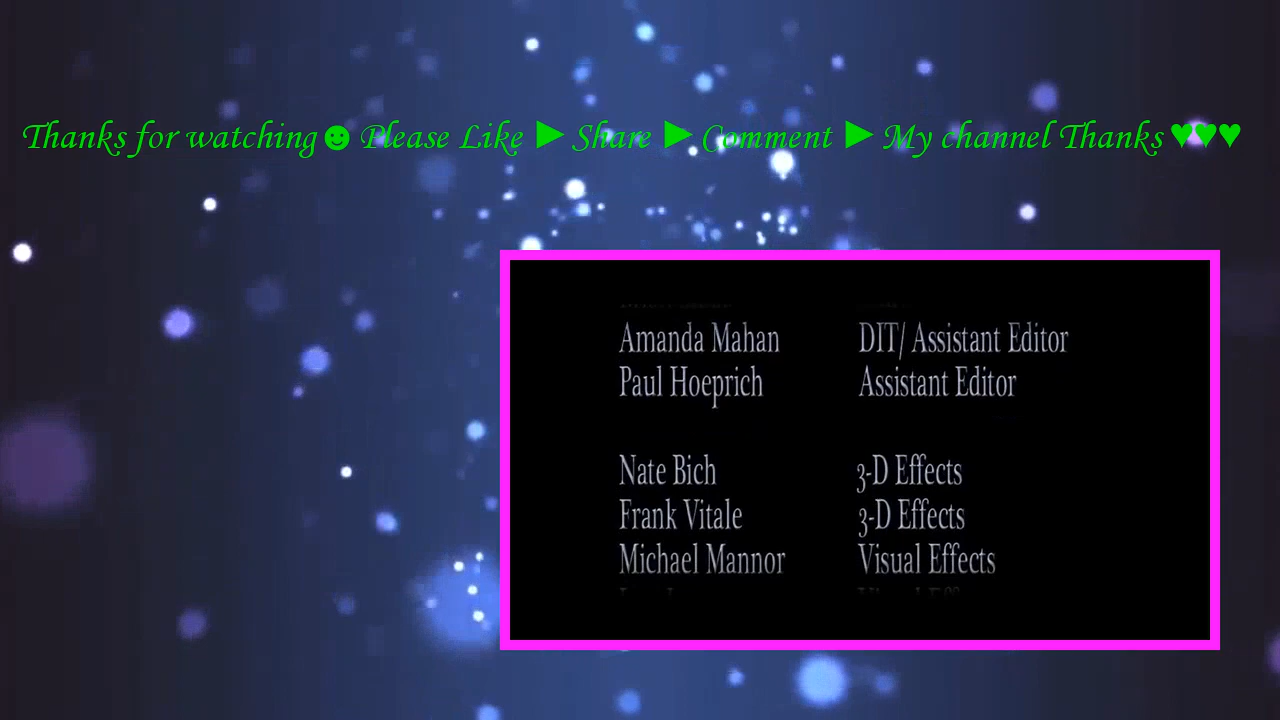 Thanks for watching☻Please Like ► Share ► Comment ► My channel Thanks ♥♥♥
Amanda Mahan DIT/ Assistant Editor
Paul Hoeprich Assistant Editor
Nate Bich 3-D Effects
Frank Vitale 3-D Effects
Michael Mannor Visual Effects